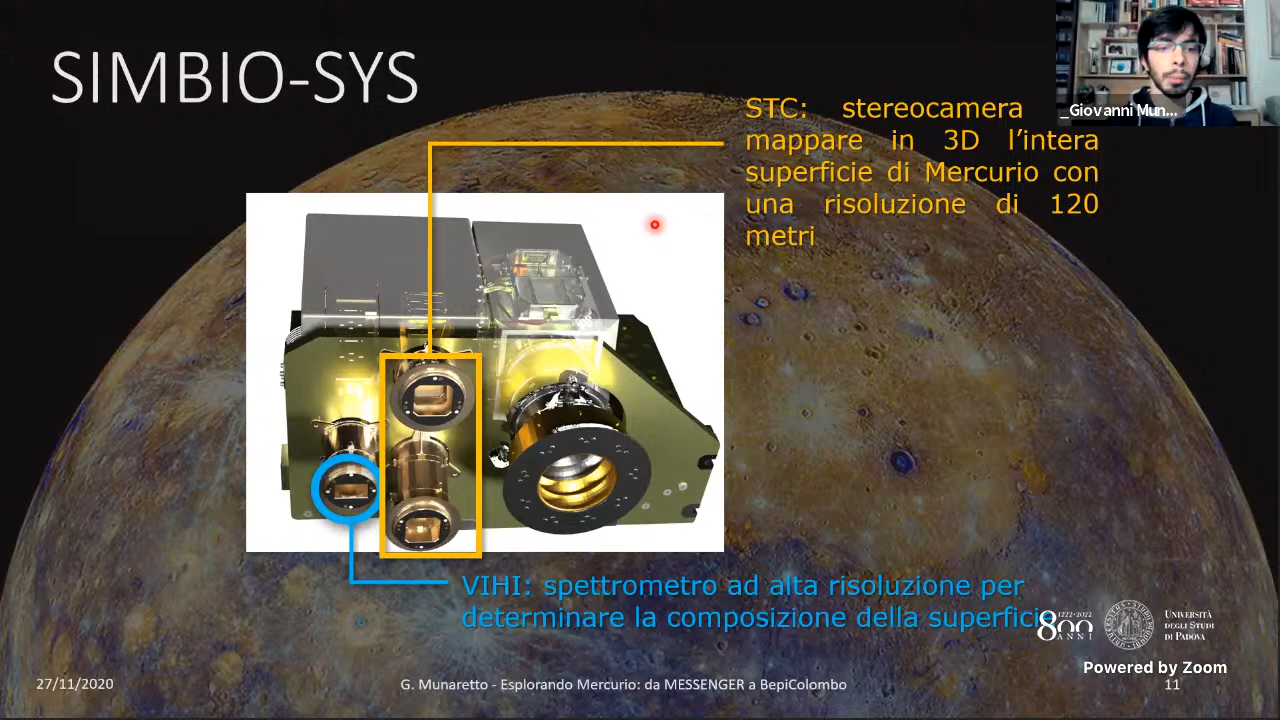 SIMBIO-SYS
_Giovanni Mun...
STC: stereocamera
mappare in 3D l'intera
superficie di Mercurio con
una risoluzione di 120
metri
VIHI: spettrometro ad alta risoluzione per
determinare la composizione della superficie
1222•2022
800
ANNI
UNIVERSITÀ
DEGLI STUDI
DI PADOVA
Powered by Zoom
27/11/2020
G. Munaretto - Esplorando Mercurio: da MESSENGER a BepiColombo
11